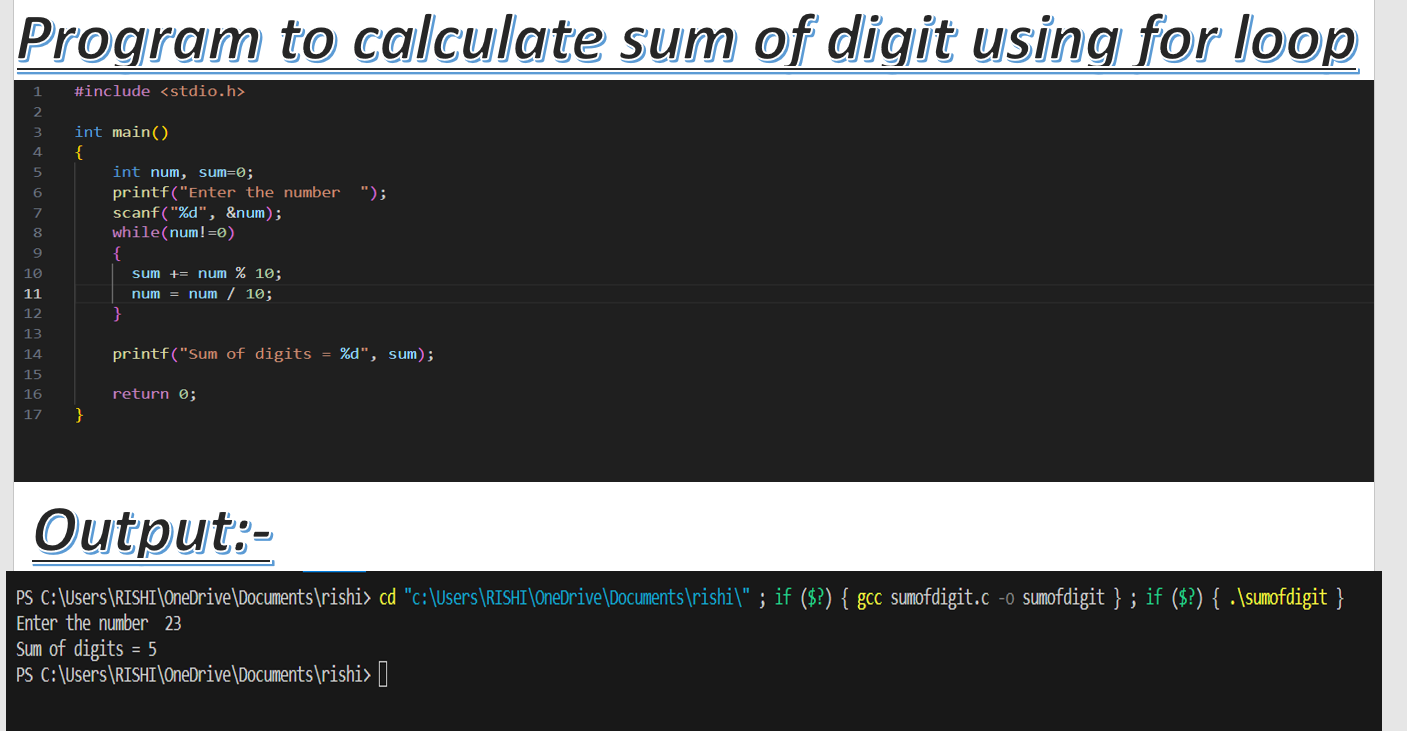 Program to calculate sum of digit using for loop
1 #include <stdio.h>
2
3 int main()
4 {
5 int num, sum=0;
6 printf("Enter the number  ");
7 scanf("%d", &num);
8 while(num!=0)
9 {
10 sum += num % 10;
11 num = num / 10;
12 }
13
14 printf("Sum of digits = %d", sum);
15
16 return 0;
17 }
Output:-
PS C:\Users\RISHI\OneDrive\Documents\rishi> cd "c:\Users\RISHI\OneDrive\Documents\rishi\" ; if ($?) { gcc sumofdigit.c -o sumofdigit } ; if ($?) { .\sumofdigit }
Enter the number  23
Sum of digits = 5
PS C:\Users\RISHI\OneDrive\Documents\rishi>